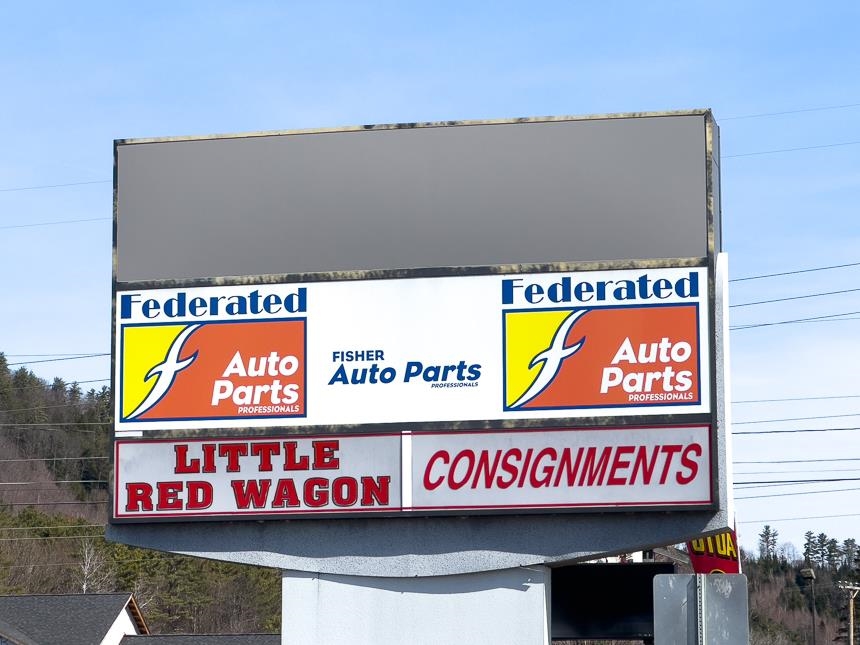 Federated
Auto
Parts
PROFESSIONALS
FISHER
Auto Parts
PROFESSIONALS
Federated
Auto
Parts
PROFESSIONALS
LITTLE
RED WAGON
CONSIGNMENTS